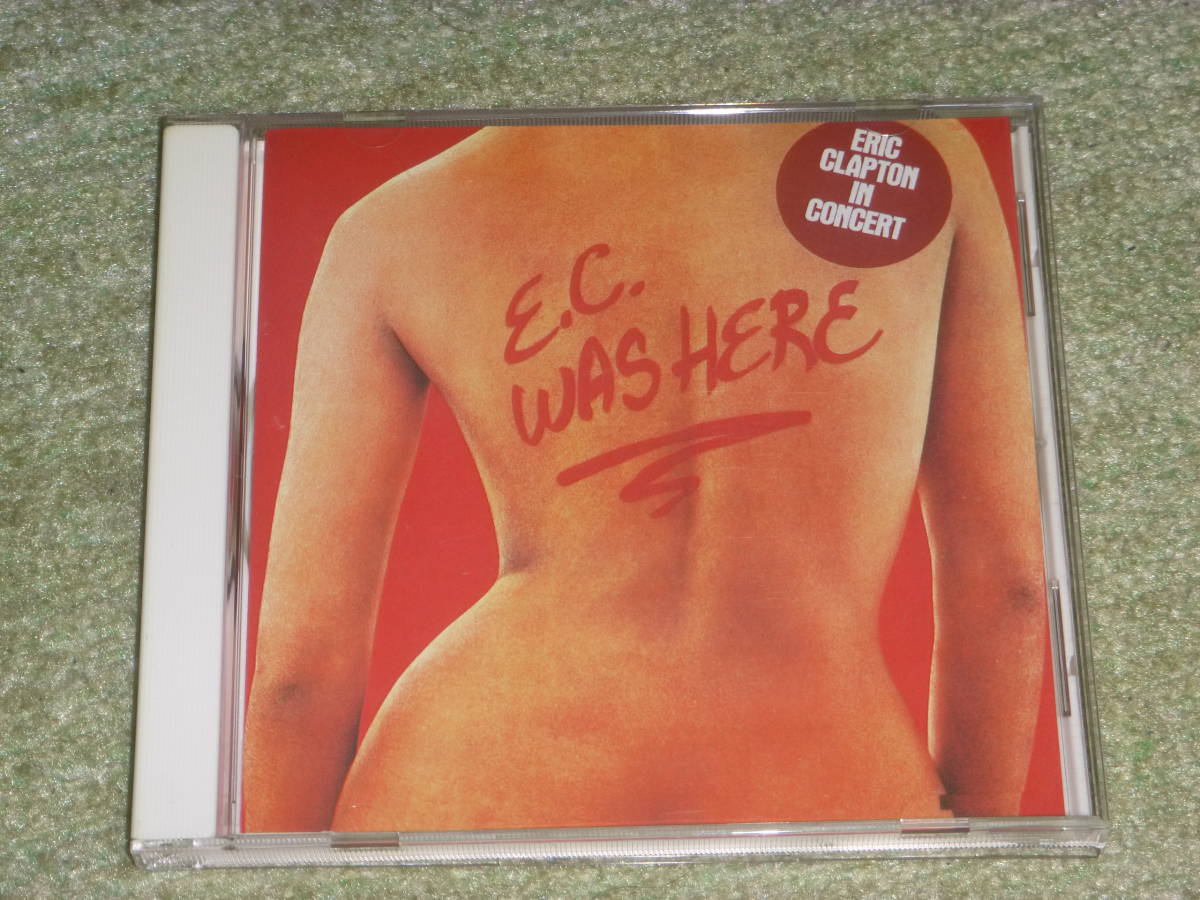 ERIC
CLAPTON
IN
CONCERT
E.C.
WAS HERE